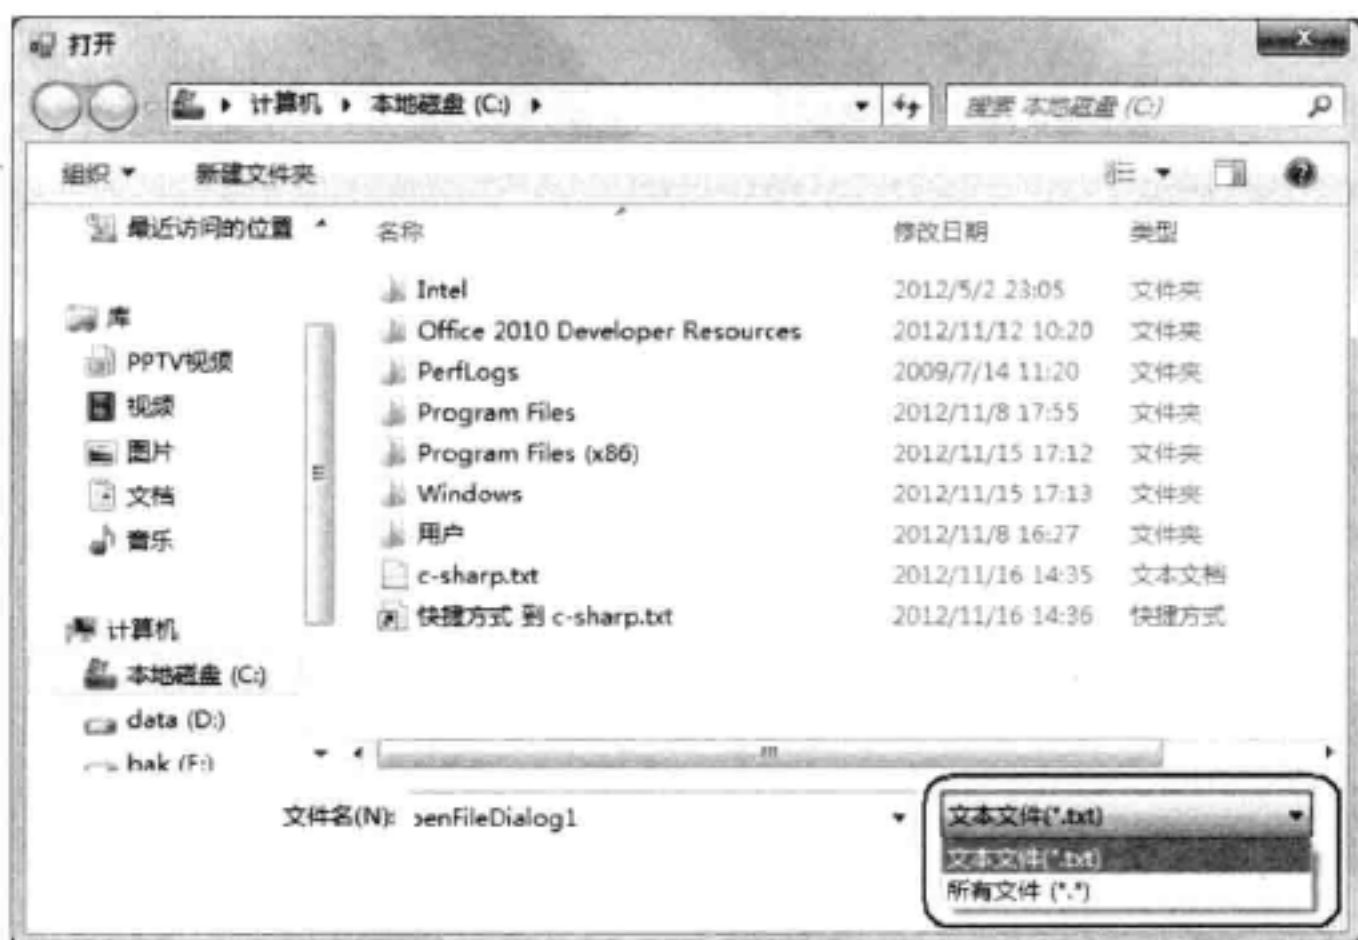 打开
计算机 本地磁盘 (C:)
搜索 本地磁盘 (C:)
组织 新建文件夹
最近访问的位置
库
PPTV视频
视频
图片
文档
音乐
计算机
本地磁盘 (C:)
data (D:)
bak (E:)
名称 修改日期 类型
Intel 2012/5/2 23:05 文件夹
Office 2010 Developer Resources 2012/11/12 10:20 文件夹
PerfLogs 2009/7/14 11:20 文件夹
Program Files 2012/11/8 17:55 文件夹
Program Files (x86) 2012/11/15 17:12 文件夹
Windows 2012/11/15 17:13 文件夹
用户 2012/11/8 16:27 文件夹
c-sharp.txt 2012/11/16 14:35 文本文档
快捷方式 到 c-sharp.txt 2012/11/16 14:36 快捷方式
文件名(N): penFileDialog1
文本文件(*.txt)
文本文件(*.txt)
所有文件 (*.*)